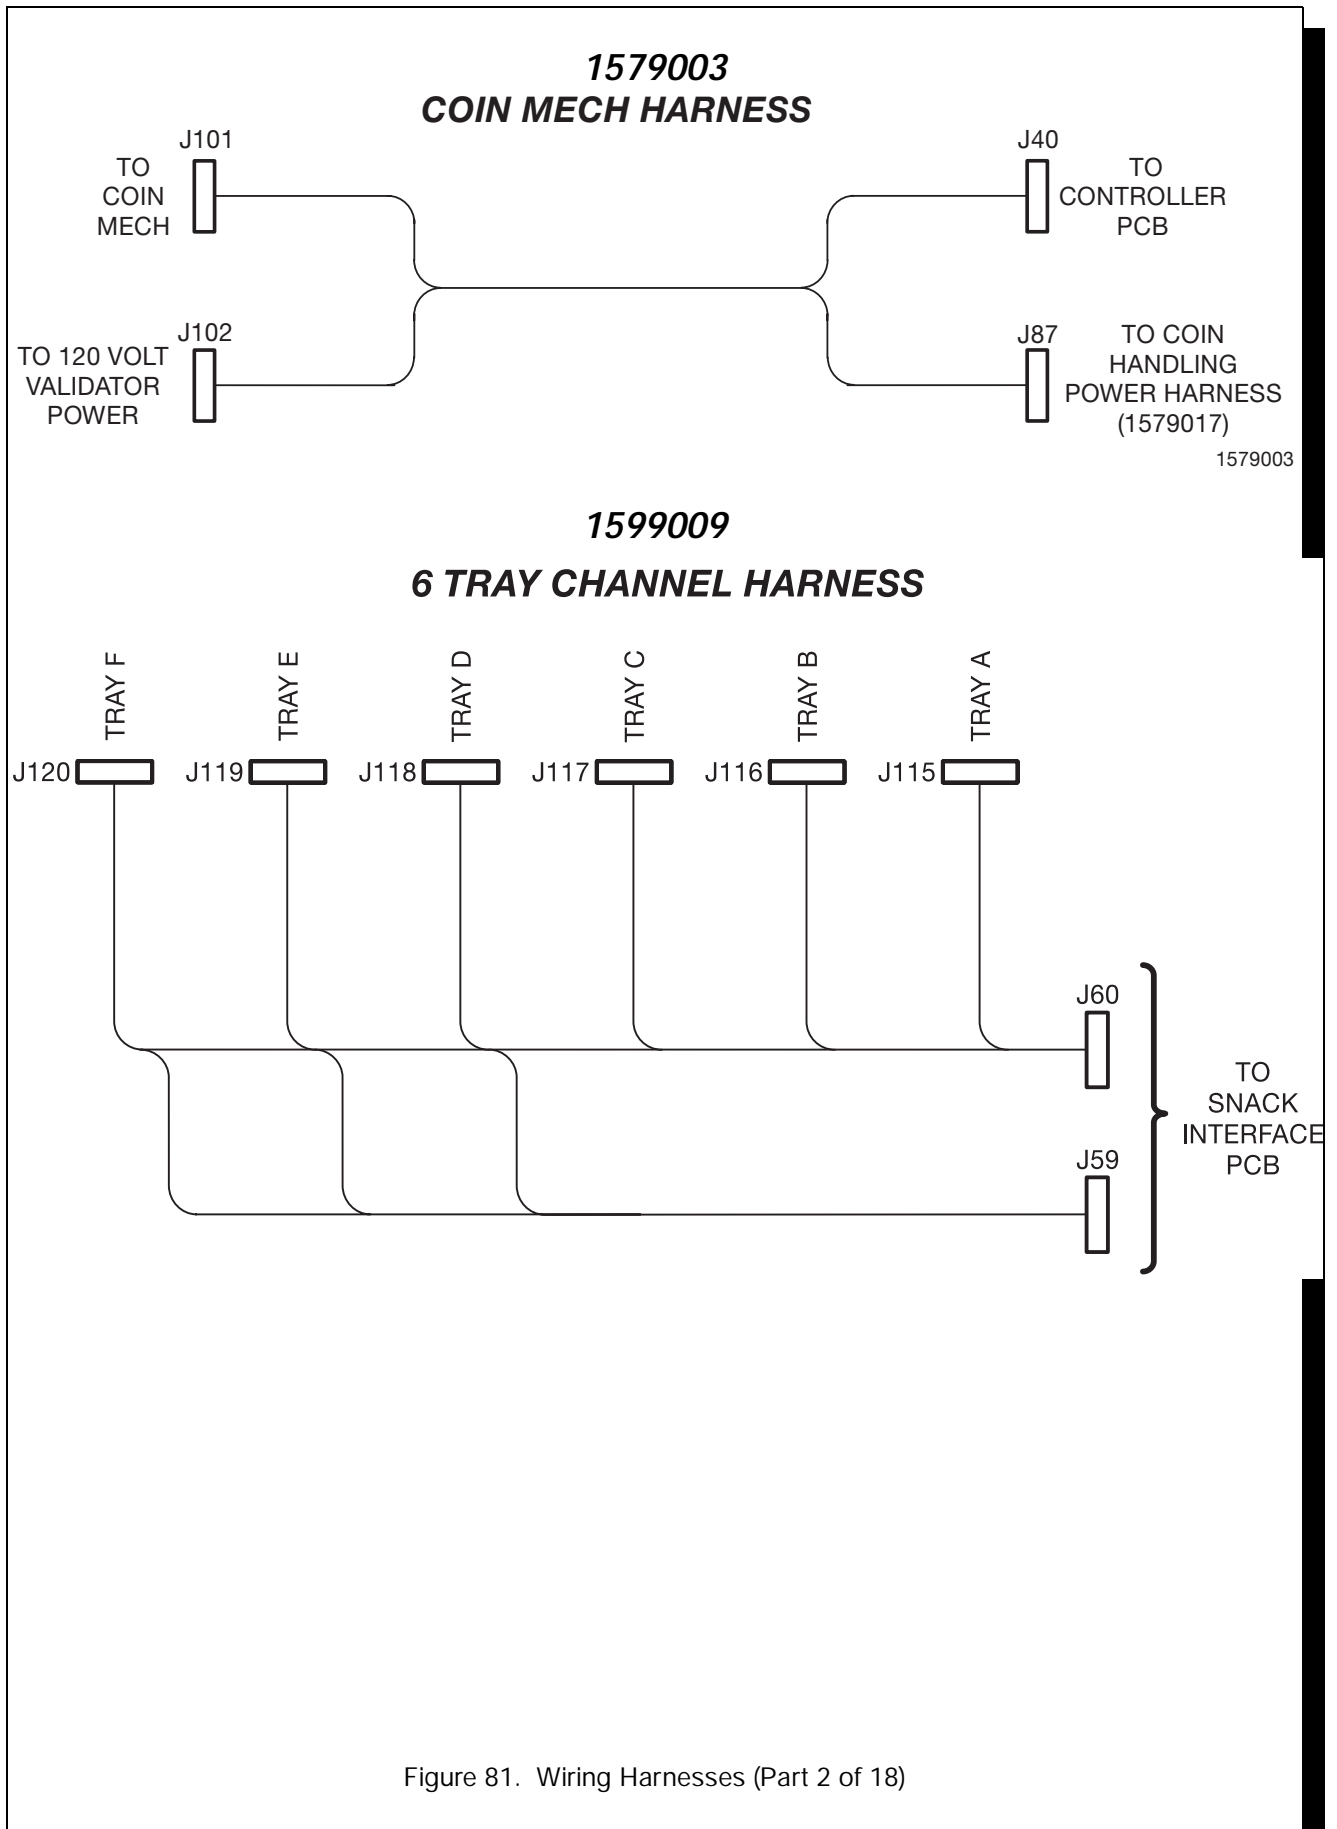 1579003
COIN MECH HARNESS
J101
TO
COIN
MECH
J40
TO
CONTROLLER
PCB
J102
TO 120 VOLT
VALIDATOR
POWER
J87
TO COIN
HANDLING
POWER HARNESS
(1579017)
1579003
1599009
6 TRAY CHANNEL HARNESS
TRAY F
TRAY E
TRAY D
TRAY C
TRAY B
TRAY A
J120
J119
J118
J117
J116
J115
J60
TO
SNACK
INTERFACE
PCB
J59
Figure 81. Wiring Harnesses (Part 2 of 18)